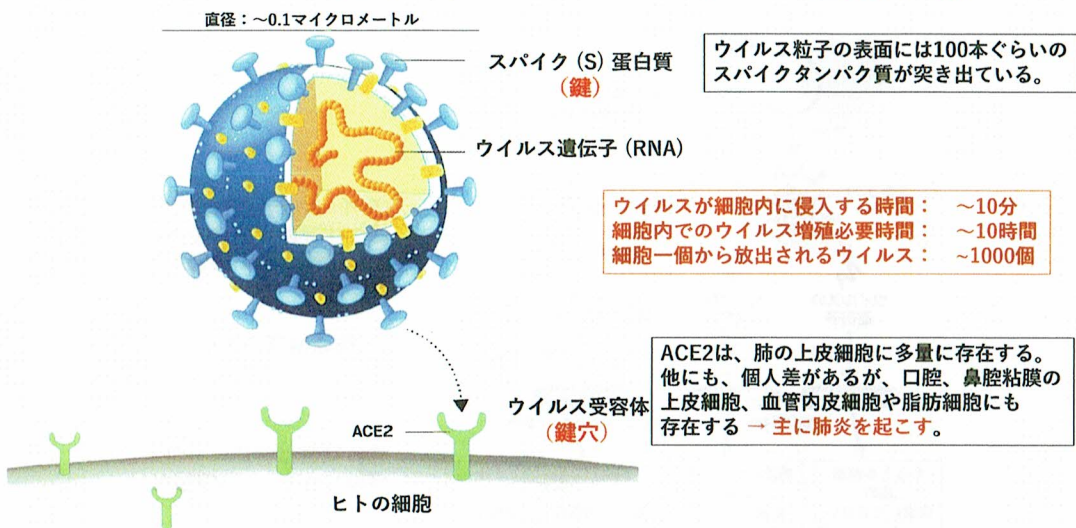 直径：~0.1マイクロメートル
スパイク (S) 蛋白質
(鍵)
ウイルス粒子の表面には100本ぐらいの
スパイクタンパク質が突き出ている。
ウイルス遺伝子 (RNA)
ウイルスが細胞内に侵入する時間： ~10分
細胞内でのウイルス増殖必要時間： ~10時間
細胞一個から放出されるウイルス： ~1000個
ACE2は、肺の上皮細胞に多量に存在する。
他にも、個人差があるが、口腔、鼻腔粘膜の
上皮細胞、血管内皮細胞や脂肪細胞にも
存在する → 主に肺炎を起こす。
ウイルス受容体
(鍵穴)
ACE2
ヒトの細胞